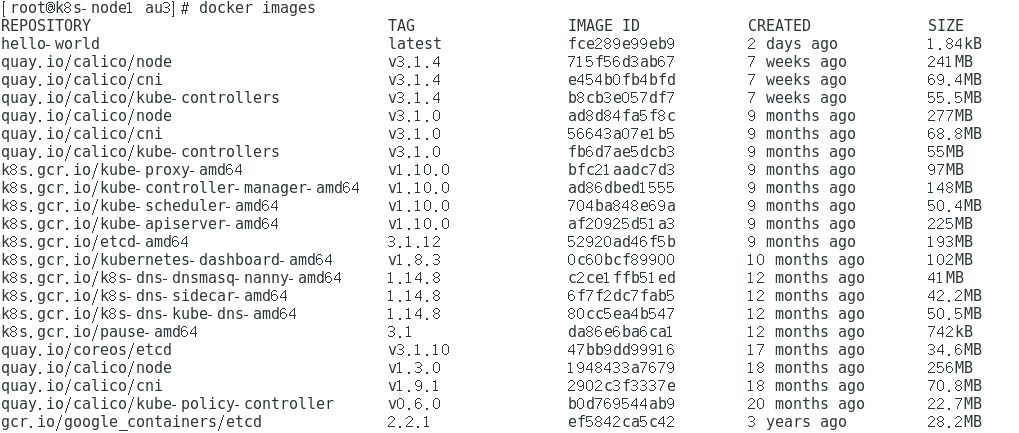 [root@k8s-node1 au3]# docker images
REPOSITORY TAG IMAGE ID CREATED SIZE
hello-world latest fce289e99eb9 2 days ago 1.84kB
quay.io/calico/node v3.1.4 715f56d3ab67 7 weeks ago 241MB
quay.io/calico/cni v3.1.4 e454b0fb4bfd 7 weeks ago 69.4MB
quay.io/calico/kube-controllers v3.1.4 b8cb3e057df7 7 weeks ago 55.5MB
quay.io/calico/node v3.1.0 ad8d84fa5f8c 9 months ago 277MB
quay.io/calico/cni v3.1.0 56643a07e1b5 9 months ago 68.8MB
quay.io/calico/kube-controllers v3.1.0 fb6d7ae5dcb3 9 months ago 55MB
k8s.gcr.io/kube-proxy-amd64 v1.10.0 bfc21aadc7d3 9 months ago 97MB
k8s.gcr.io/kube-controller-manager-amd64 v1.10.0 ad86dbed1555 9 months ago 148MB
k8s.gcr.io/kube-scheduler-amd64 v1.10.0 704ba848e69a 9 months ago 50.4MB
k8s.gcr.io/kube-apiserver-amd64 v1.10.0 af20925d51a3 9 months ago 225MB
k8s.gcr.io/etcd-amd64 3.1.12 52920ad46f5b 9 months ago 193MB
k8s.gcr.io/kubernetes-dashboard-amd64 v1.8.3 0c60bcf89900 10 months ago 102MB
k8s.gcr.io/k8s-dns-dnsmasq-nanny-amd64 1.14.8 c2ce1ffb51ed 12 months ago 41MB
k8s.gcr.io/k8s-dns-sidecar-amd64 1.14.8 6f7f2dc7fab5 12 months ago 42.2MB
k8s.gcr.io/k8s-dns-kube-dns-amd64 1.14.8 80cc5ea4b547 12 months ago 50.5MB
k8s.gcr.io/pause-amd64 3.1 da86e6ba6ca1 12 months ago 742kB
quay.io/coreos/etcd v3.1.10 47bb9dd99916 17 months ago 34.6MB
quay.io/calico/node v1.3.0 1948433a7679 18 months ago 256MB
quay.io/calico/cni v1.9.1 2902c3f3337e 18 months ago 70.8MB
quay.io/calico/kube-policy-controller v0.6.0 b0d769544ab9 20 months ago 22.7MB
gcr.io/google_containers/etcd 2.2.1 ef5842ca5c42 3 years ago 28.2MB